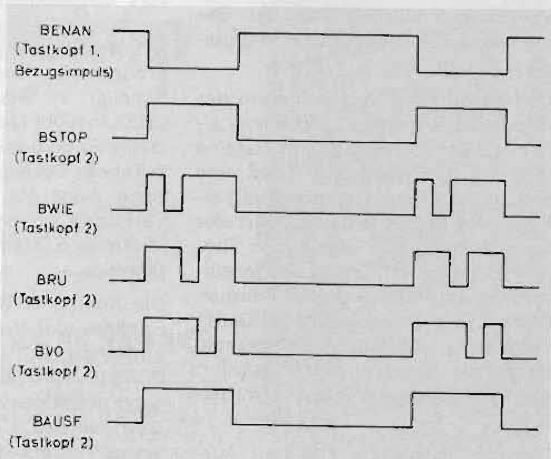 BENAN
(Tastkopf 1,
Bezugsimpuls)
BSTOP
(Tastkopf 2)
BWIE
(Tastkopf 2)
BRU
(Tastkopf 2)
BVO
(Tastkopf 2)
BAUSF
(Tastkopf 2)